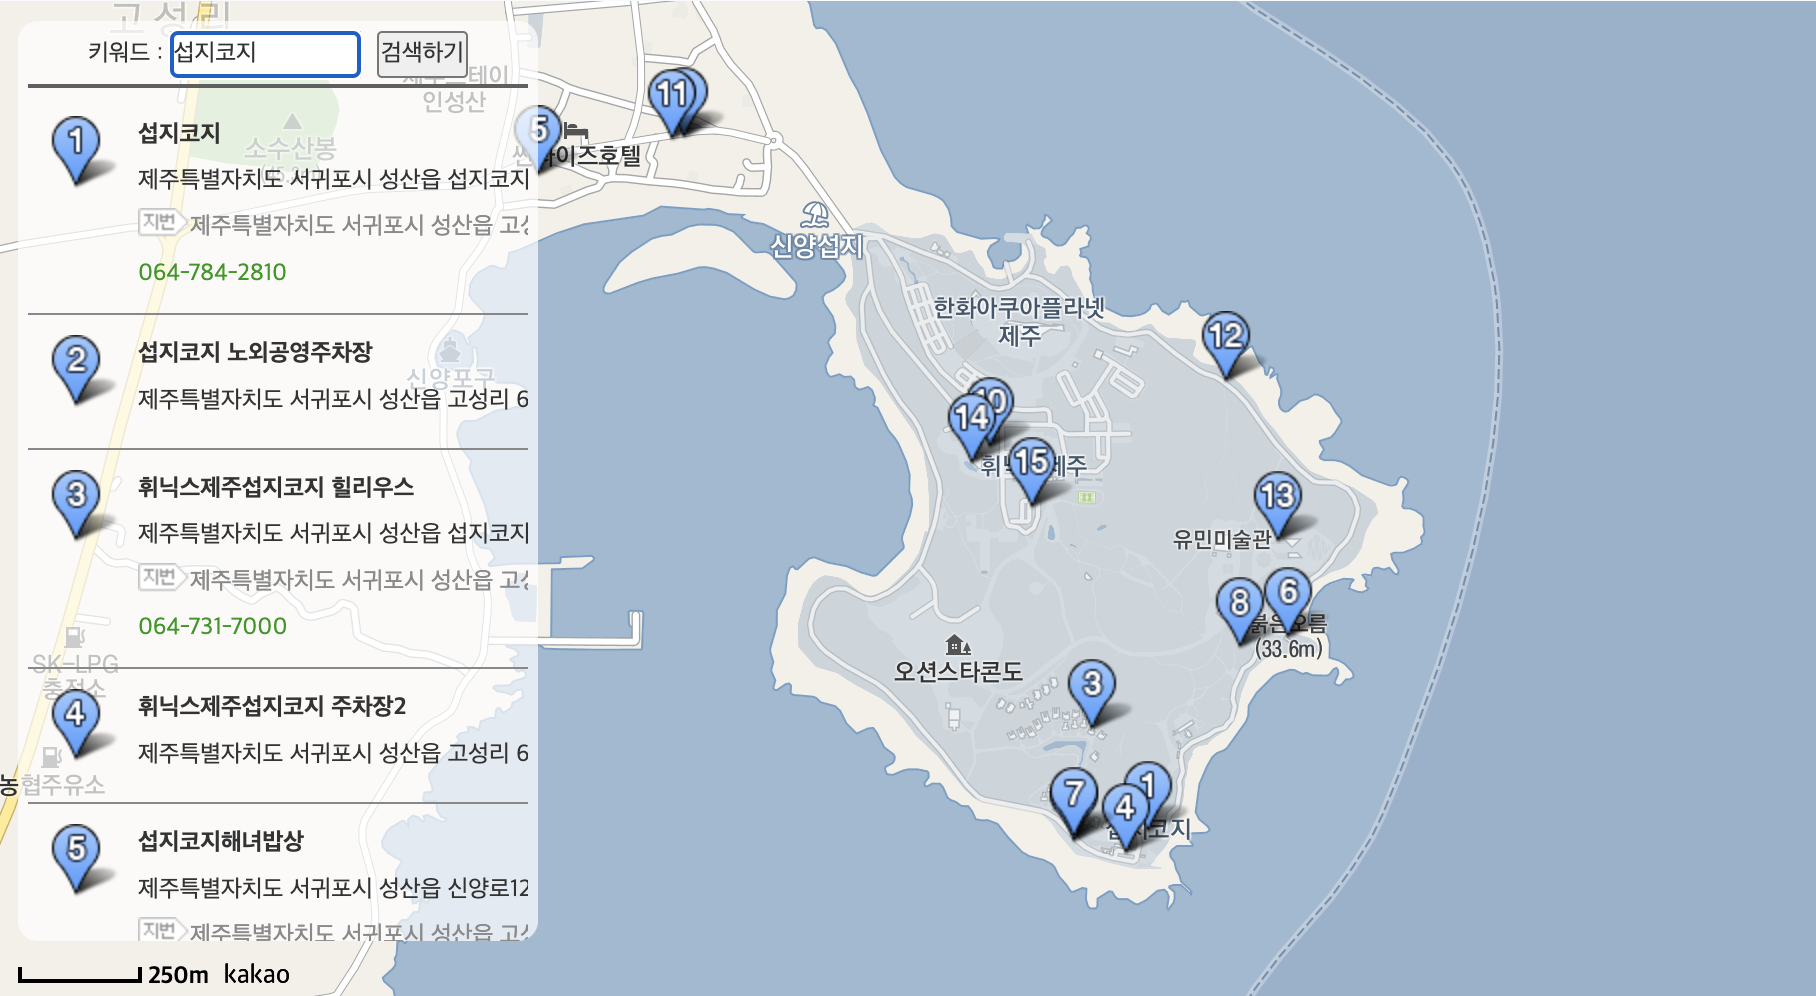 고성리
키워드 :
섭지코지
검색하기
인성산
소수산봉
1
섭지코지
제주특별자치도 서귀포시 성산읍 섭지코지
지번
제주특별자치도 서귀포시 성산읍
064-784-2810
2
섭지코지 노외공영주차장
제주특별자치도 서귀포시 성산읍 고성리 6
신양포구
3
휘닉스제주섭지코지 힐리우스
제주특별자치도 서귀포시 성산읍 섭지코지
지번
제주특별자치도 서귀포시 성산읍
064-731-7000
SK-LPG
충전소
4
휘닉스제주섭지코지 주차장2
제주특별자치도 서귀포시 성산읍 고성리 6
농협주유소
5
섭지코지해녀밥상
제주특별자치도 서귀포시 성산읍 신양로12
지번
제주특별자치도 서귀포시 성산읍
250m kakao
11
5
이즈호텔
신양섭지
한화아쿠아플라넷
제주
12
10
14
15
제주
13
유민미술관
8
6
붉은오름
(33.6m)
오션스타콘도
3
7
4
1
섭지코지